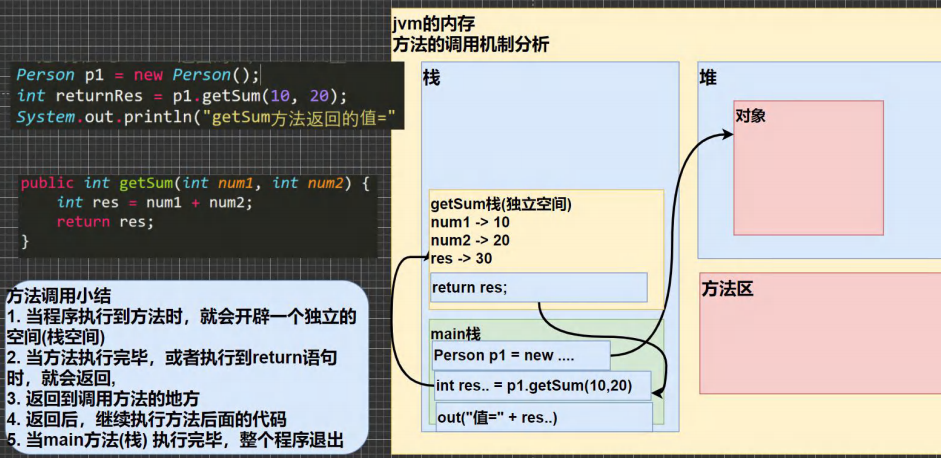 Person p1 = new Person();
int returnRes = p1.getSum(10, 20);
System.out.println("getSum方法返回的值="
public int getSum(int num1, int num2) {
int res = num1 + num2;
return res;
}
方法调用小结
1. 当程序执行到方法时，就会开辟一个独立的
空间(栈空间)
2. 当方法执行完毕，或者执行到return语句
时，就会返回,
3. 返回到调用方法的地方
4. 返回后，继续执行方法后面的代码
5. 当main方法(栈) 执行完毕，整个程序退出
jvm的内存
方法的调用机制分析
栈
getSum栈(独立空间)
num1 -> 10
num2 -> 20
res -> 30
return res;
main栈
Person p1 = new ....
int res.. = p1.getSum(10,20)
out("值=" + res..)
堆
对象
方法区